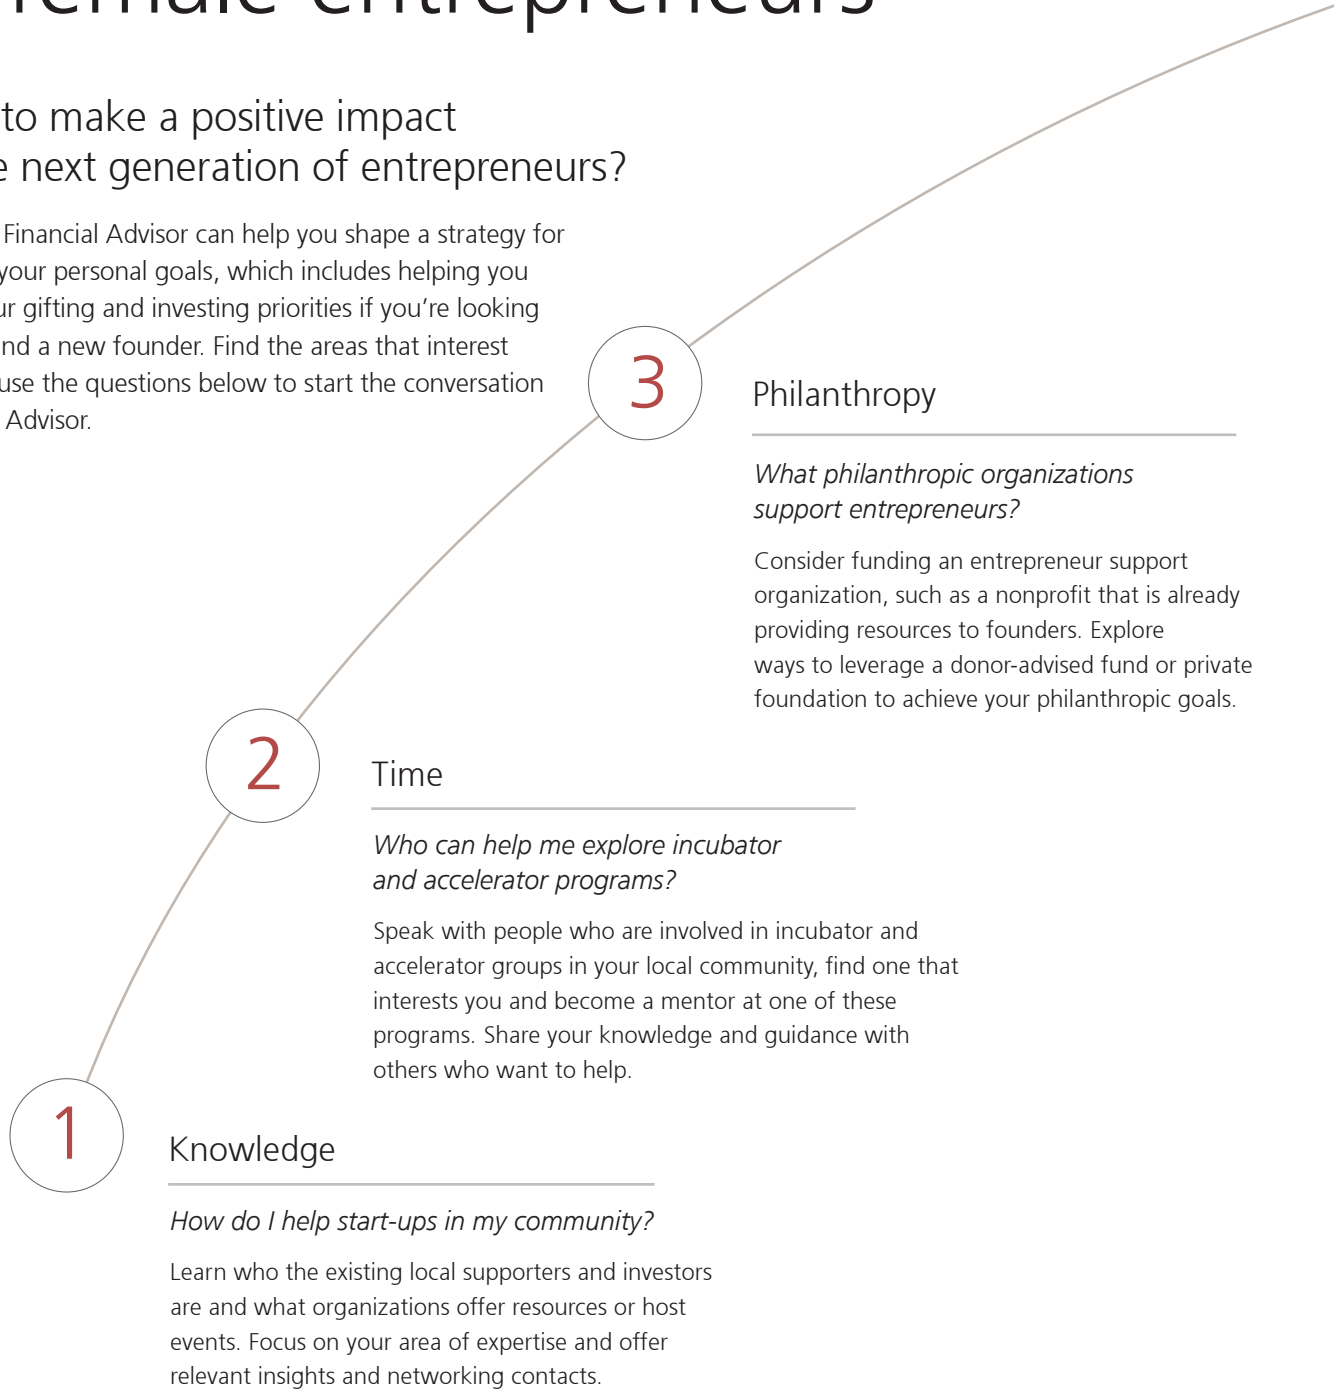 female entrepreneurs
to make a positive impact
next generation of entrepreneurs?
Financial Advisor can help you shape a strategy for
your personal goals, which includes helping you
gifting and investing priorities if you’re looking
a new founder. Find the areas that interest
use the questions below to start the conversation
Advisor.
3
Philanthropy
What philanthropic organizations
support entrepreneurs?
Consider funding an entrepreneur support
organization, such as a nonprofit that is already
providing resources to founders. Explore
ways to leverage a donor-advised fund or private
foundation to achieve your philanthropic goals.
2
Time
Who can help me explore incubator
and accelerator programs?
Speak with people who are involved in incubator and
accelerator groups in your local community, find one that
interests you and become a mentor at one of these
programs. Share your knowledge and guidance with
others who want to help.
1
Knowledge
How do I help start-ups in my community?
Learn who the existing local supporters and investors
are and what organizations offer resources or host
events. Focus on your area of expertise and offer
relevant insights and networking contacts.